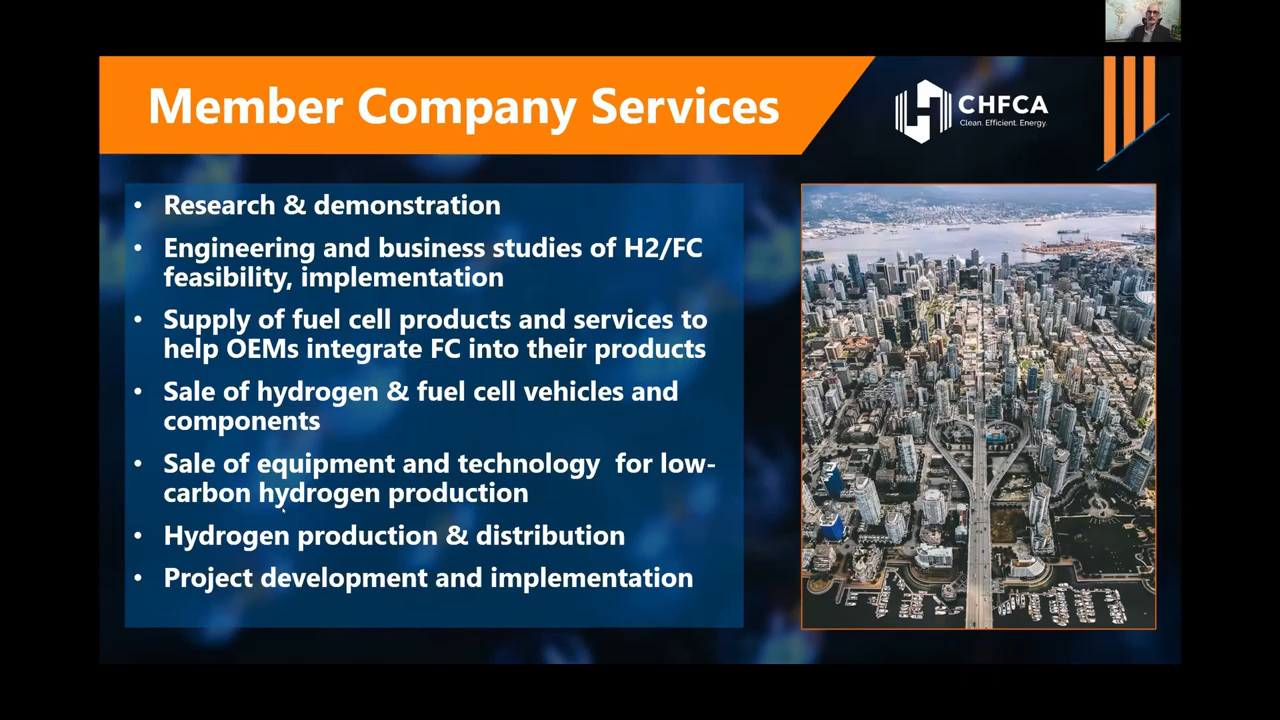 Member Company Services
CHFCA
Clean. Efficient. Energy.
• Research & demonstration
• Engineering and business studies of H2/FC
feasibility, implementation
• Supply of fuel cell products and services to
help OEMs integrate FC into their products
• Sale of hydrogen & fuel cell vehicles and
components
• Sale of equipment and technology  for low-
carbon hydrogen production
• Hydrogen production & distribution
• Project development and implementation